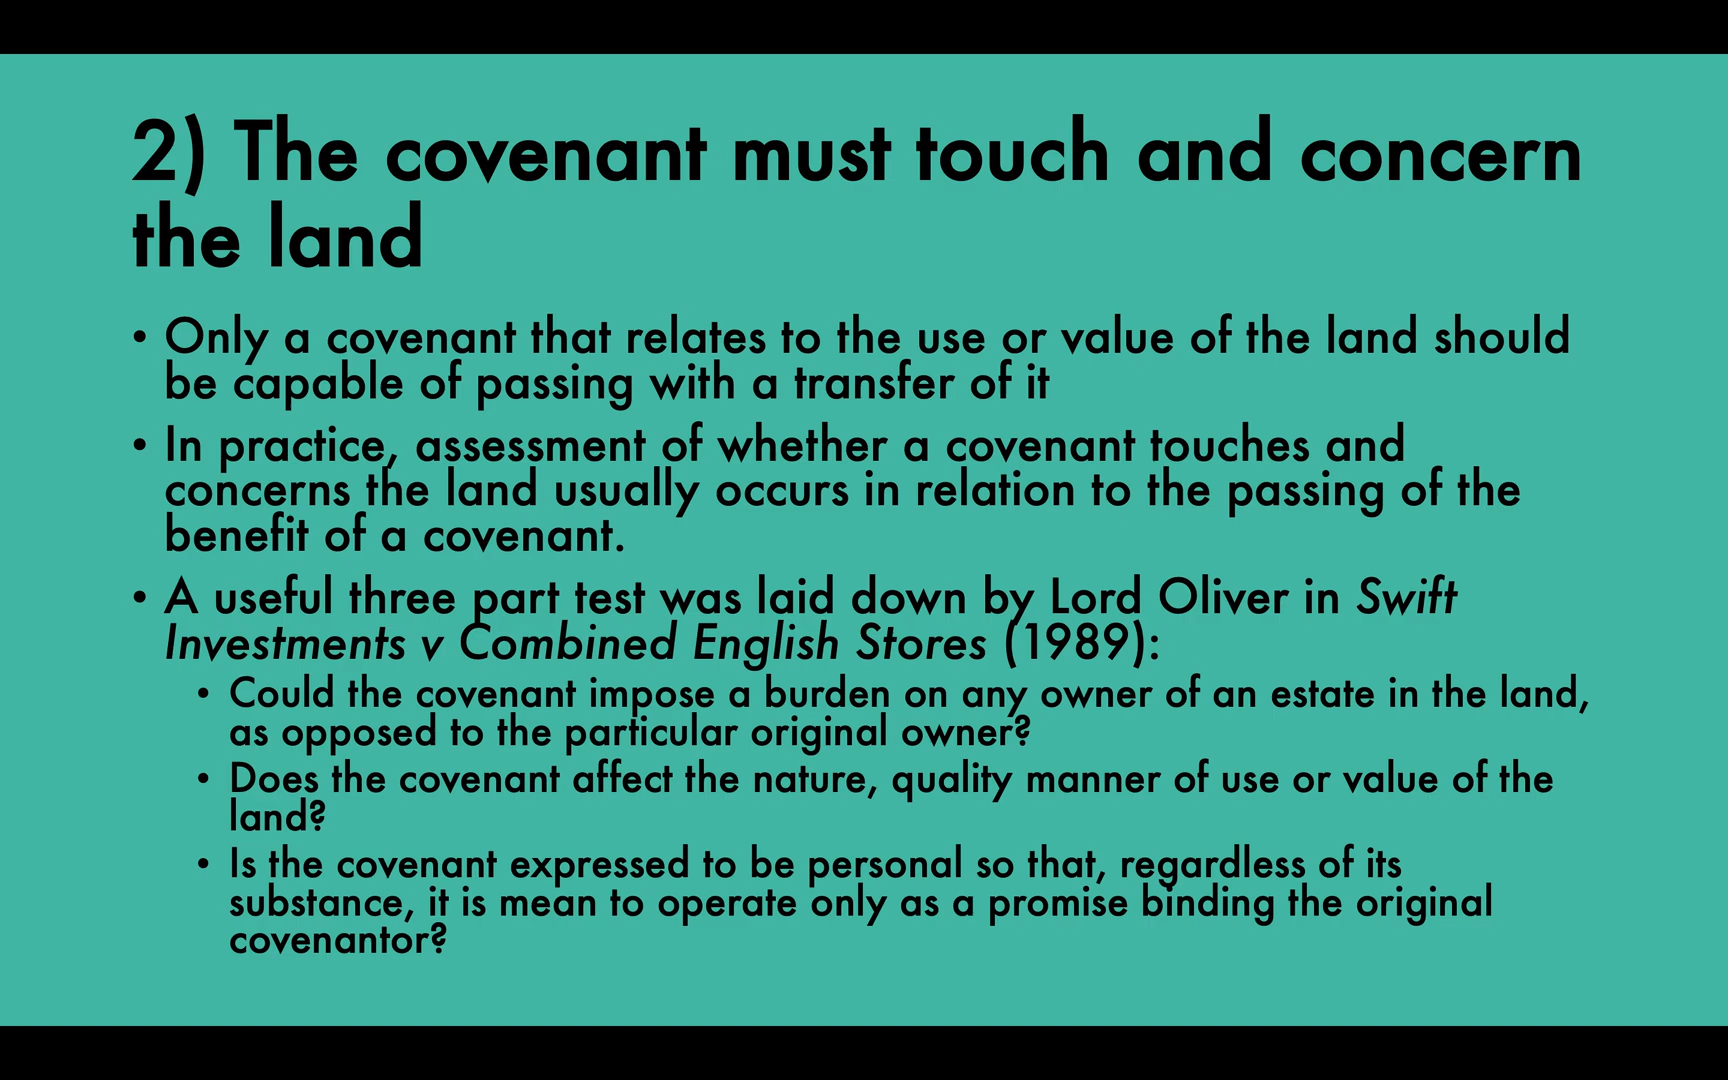 2) The covenant must touch and concern
the land
• Only a covenant that relates to the use or value of the land should
be capable of passing with a transfer of it
• In practice, assessment of whether a covenant touches and
concerns the land usually occurs in relation to the passing of the
benefit of a covenant.
• A useful three part test was laid down by Lord Oliver in Swift
Investments v Combined English Stores (1989):
• Could the covenant impose a burden on any owner of an estate in the land,
as opposed to the particular original owner?
• Does the covenant affect the nature, quality manner of use or value of the
land?
• Is the covenant expressed to be personal so that, regardless of its
substance, it is mean to operate only as a promise binding the original
covenantor?